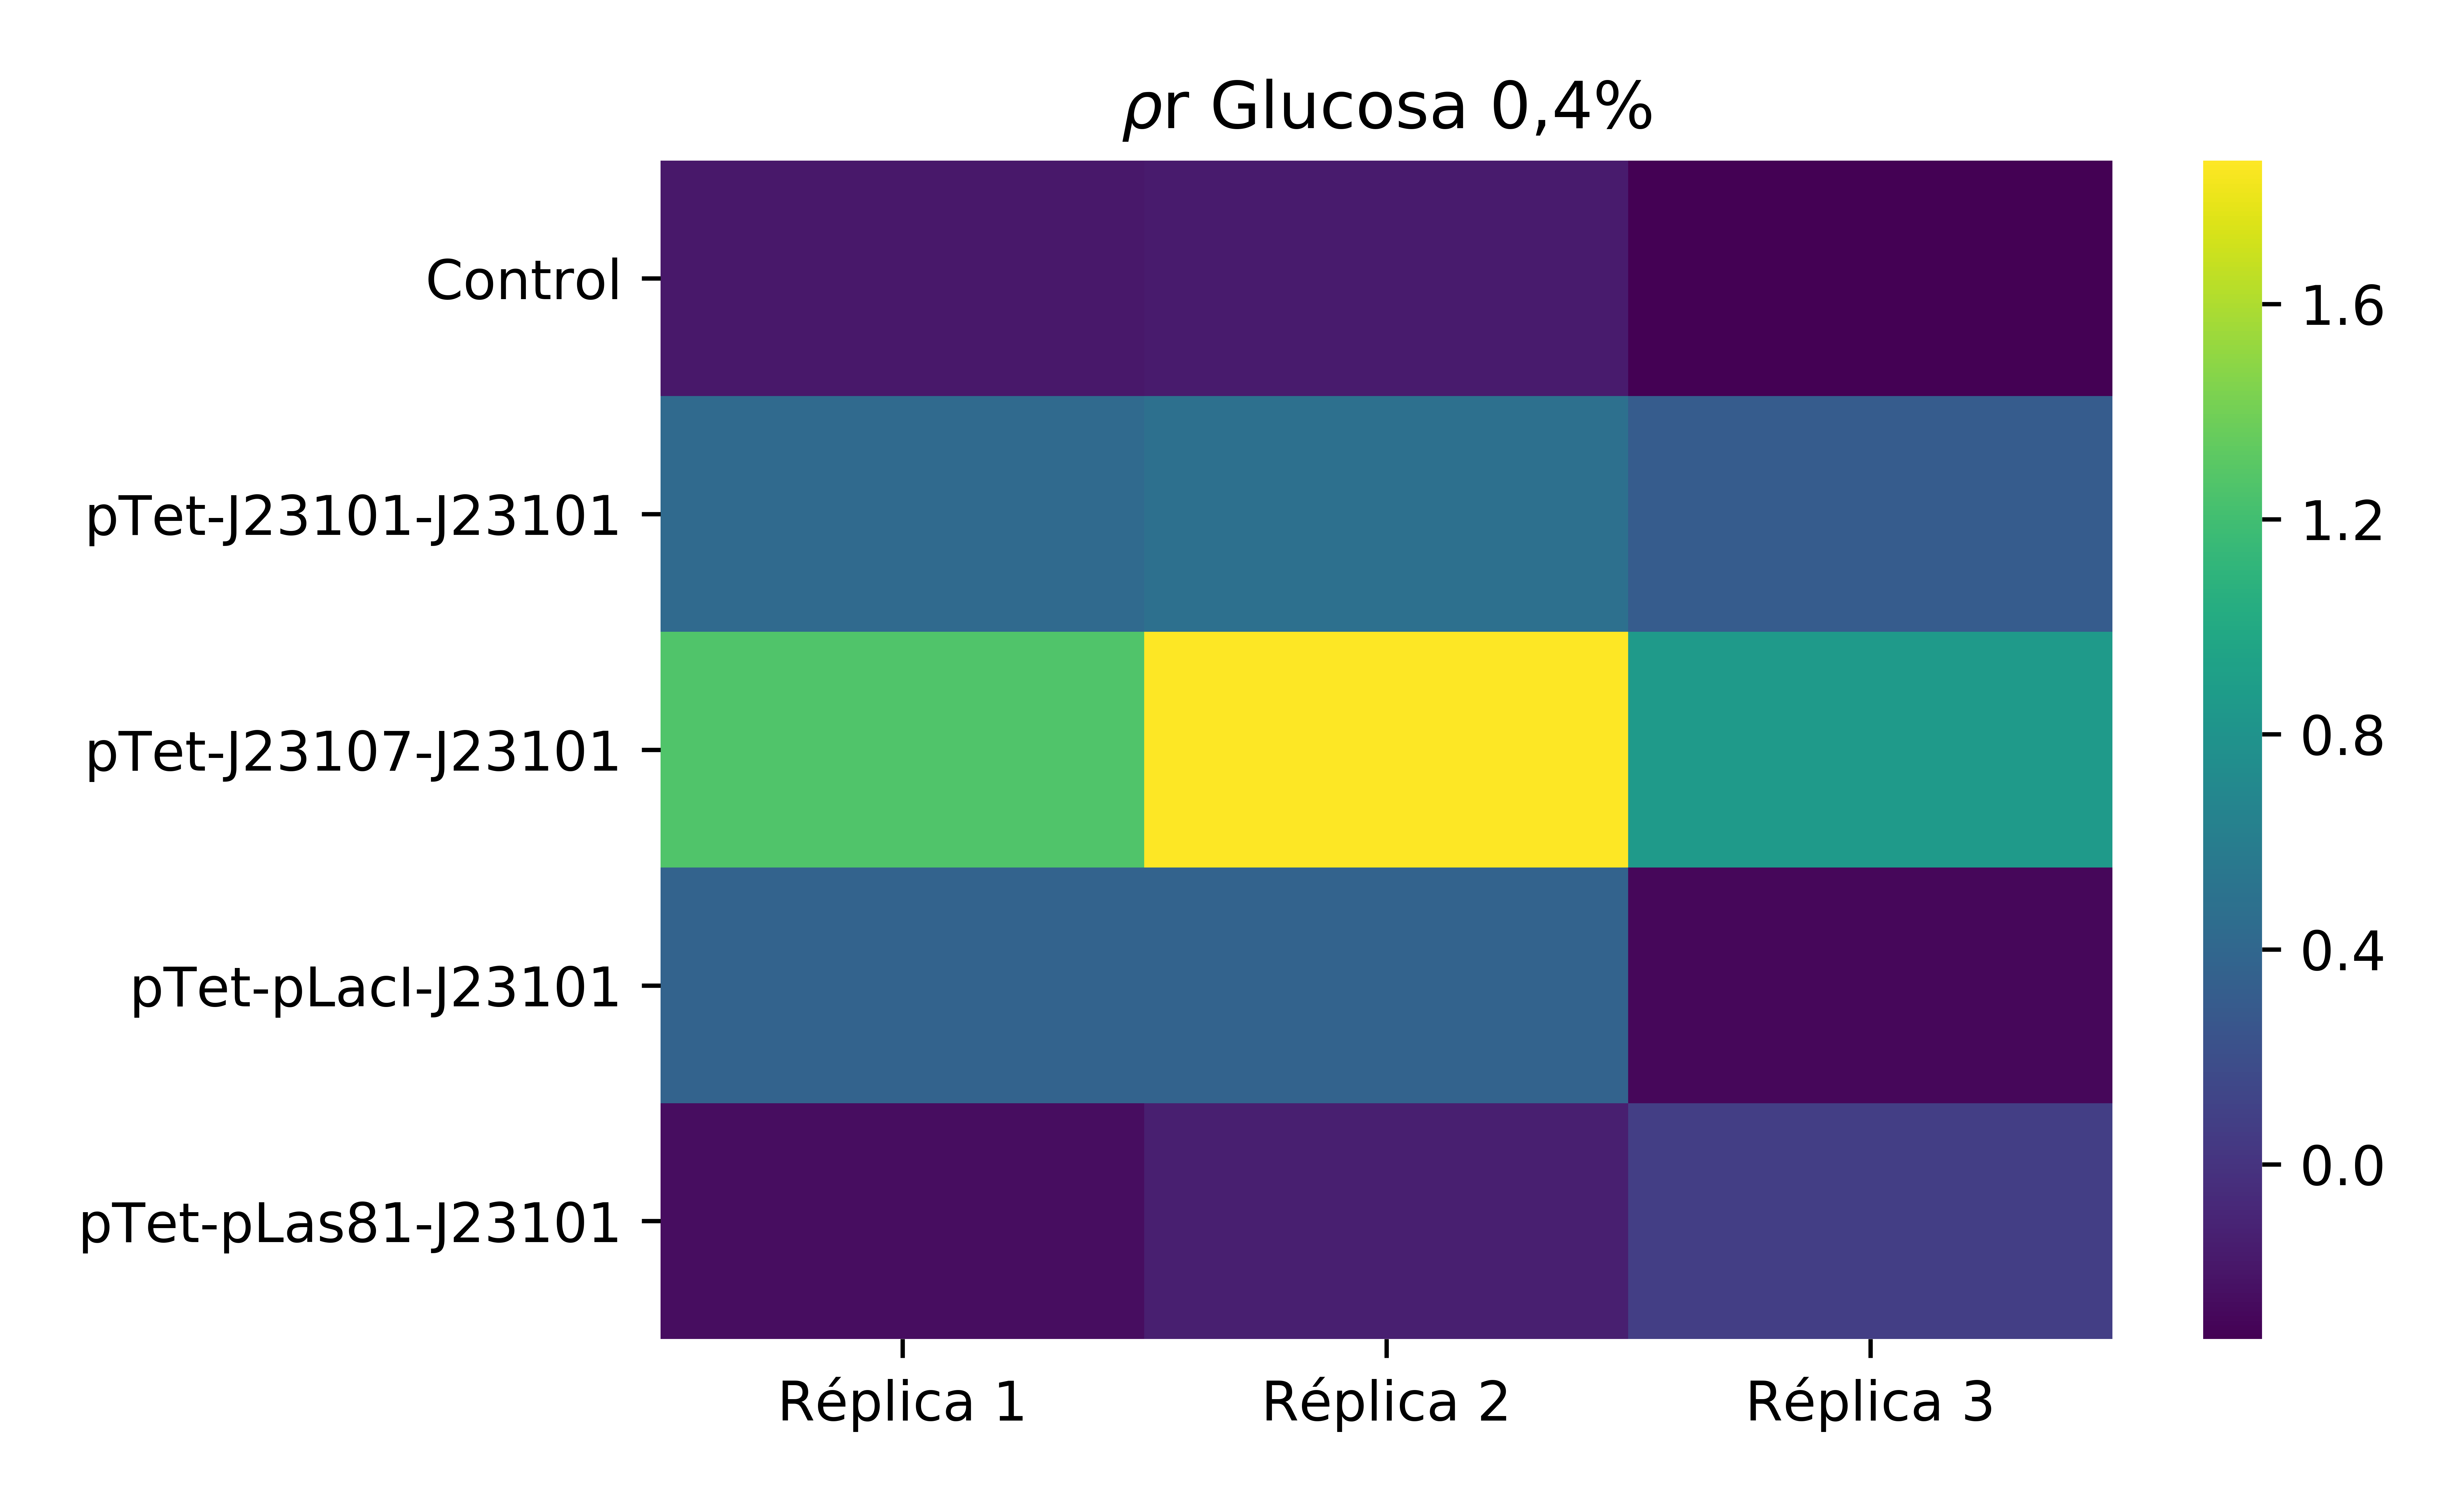 ρr Glucosa 0,4%
Control
pTet-J23101-J23101
pTet-J23107-J23101
pTet-pLacI-J23101
pTet-pLas81-J23101
Réplica 1
Réplica 2
Réplica 3
1.6
1.2
0.8
0.4
0.0